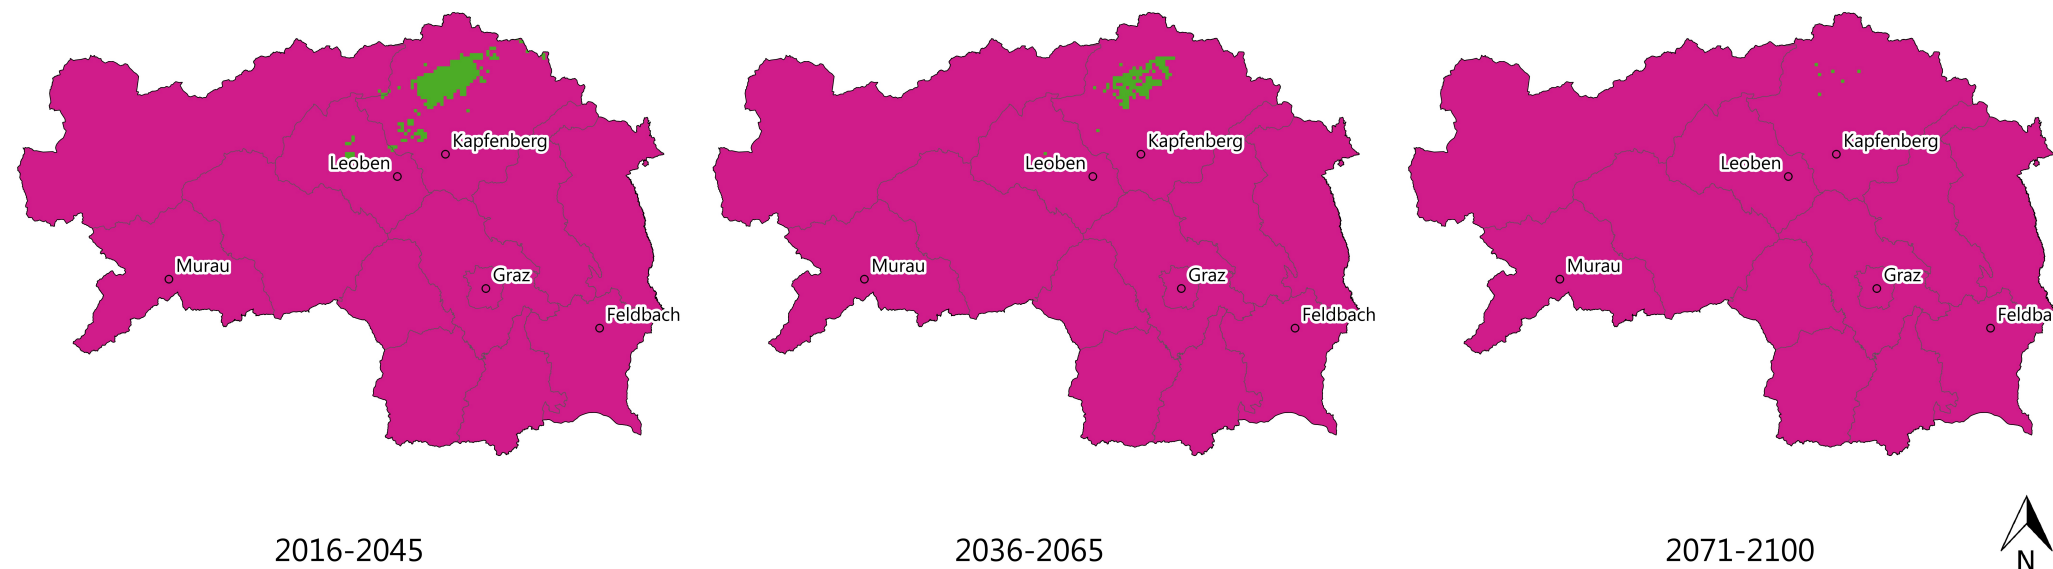 Kapfenberg
Leoben
Murau
Graz
Feldbach
2016-2045
Kapfenberg
Leoben
Murau
Graz
Feldbach
2036-2065
Kapfenberg
Leoben
Murau
Graz
Feldba
2071-2100
N